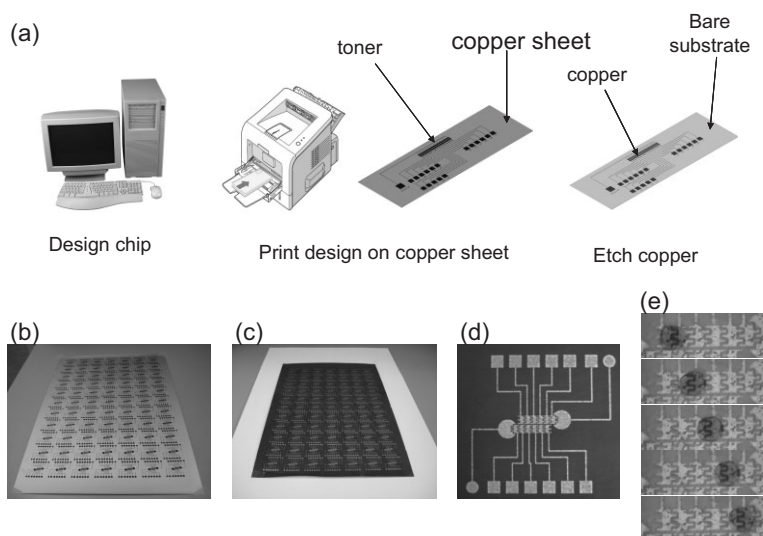 (a)
toner
copper sheet
copper
Bare
substrate
Design chip
Print design on copper sheet
Etch copper
(b)
(c)
(d)
(e)